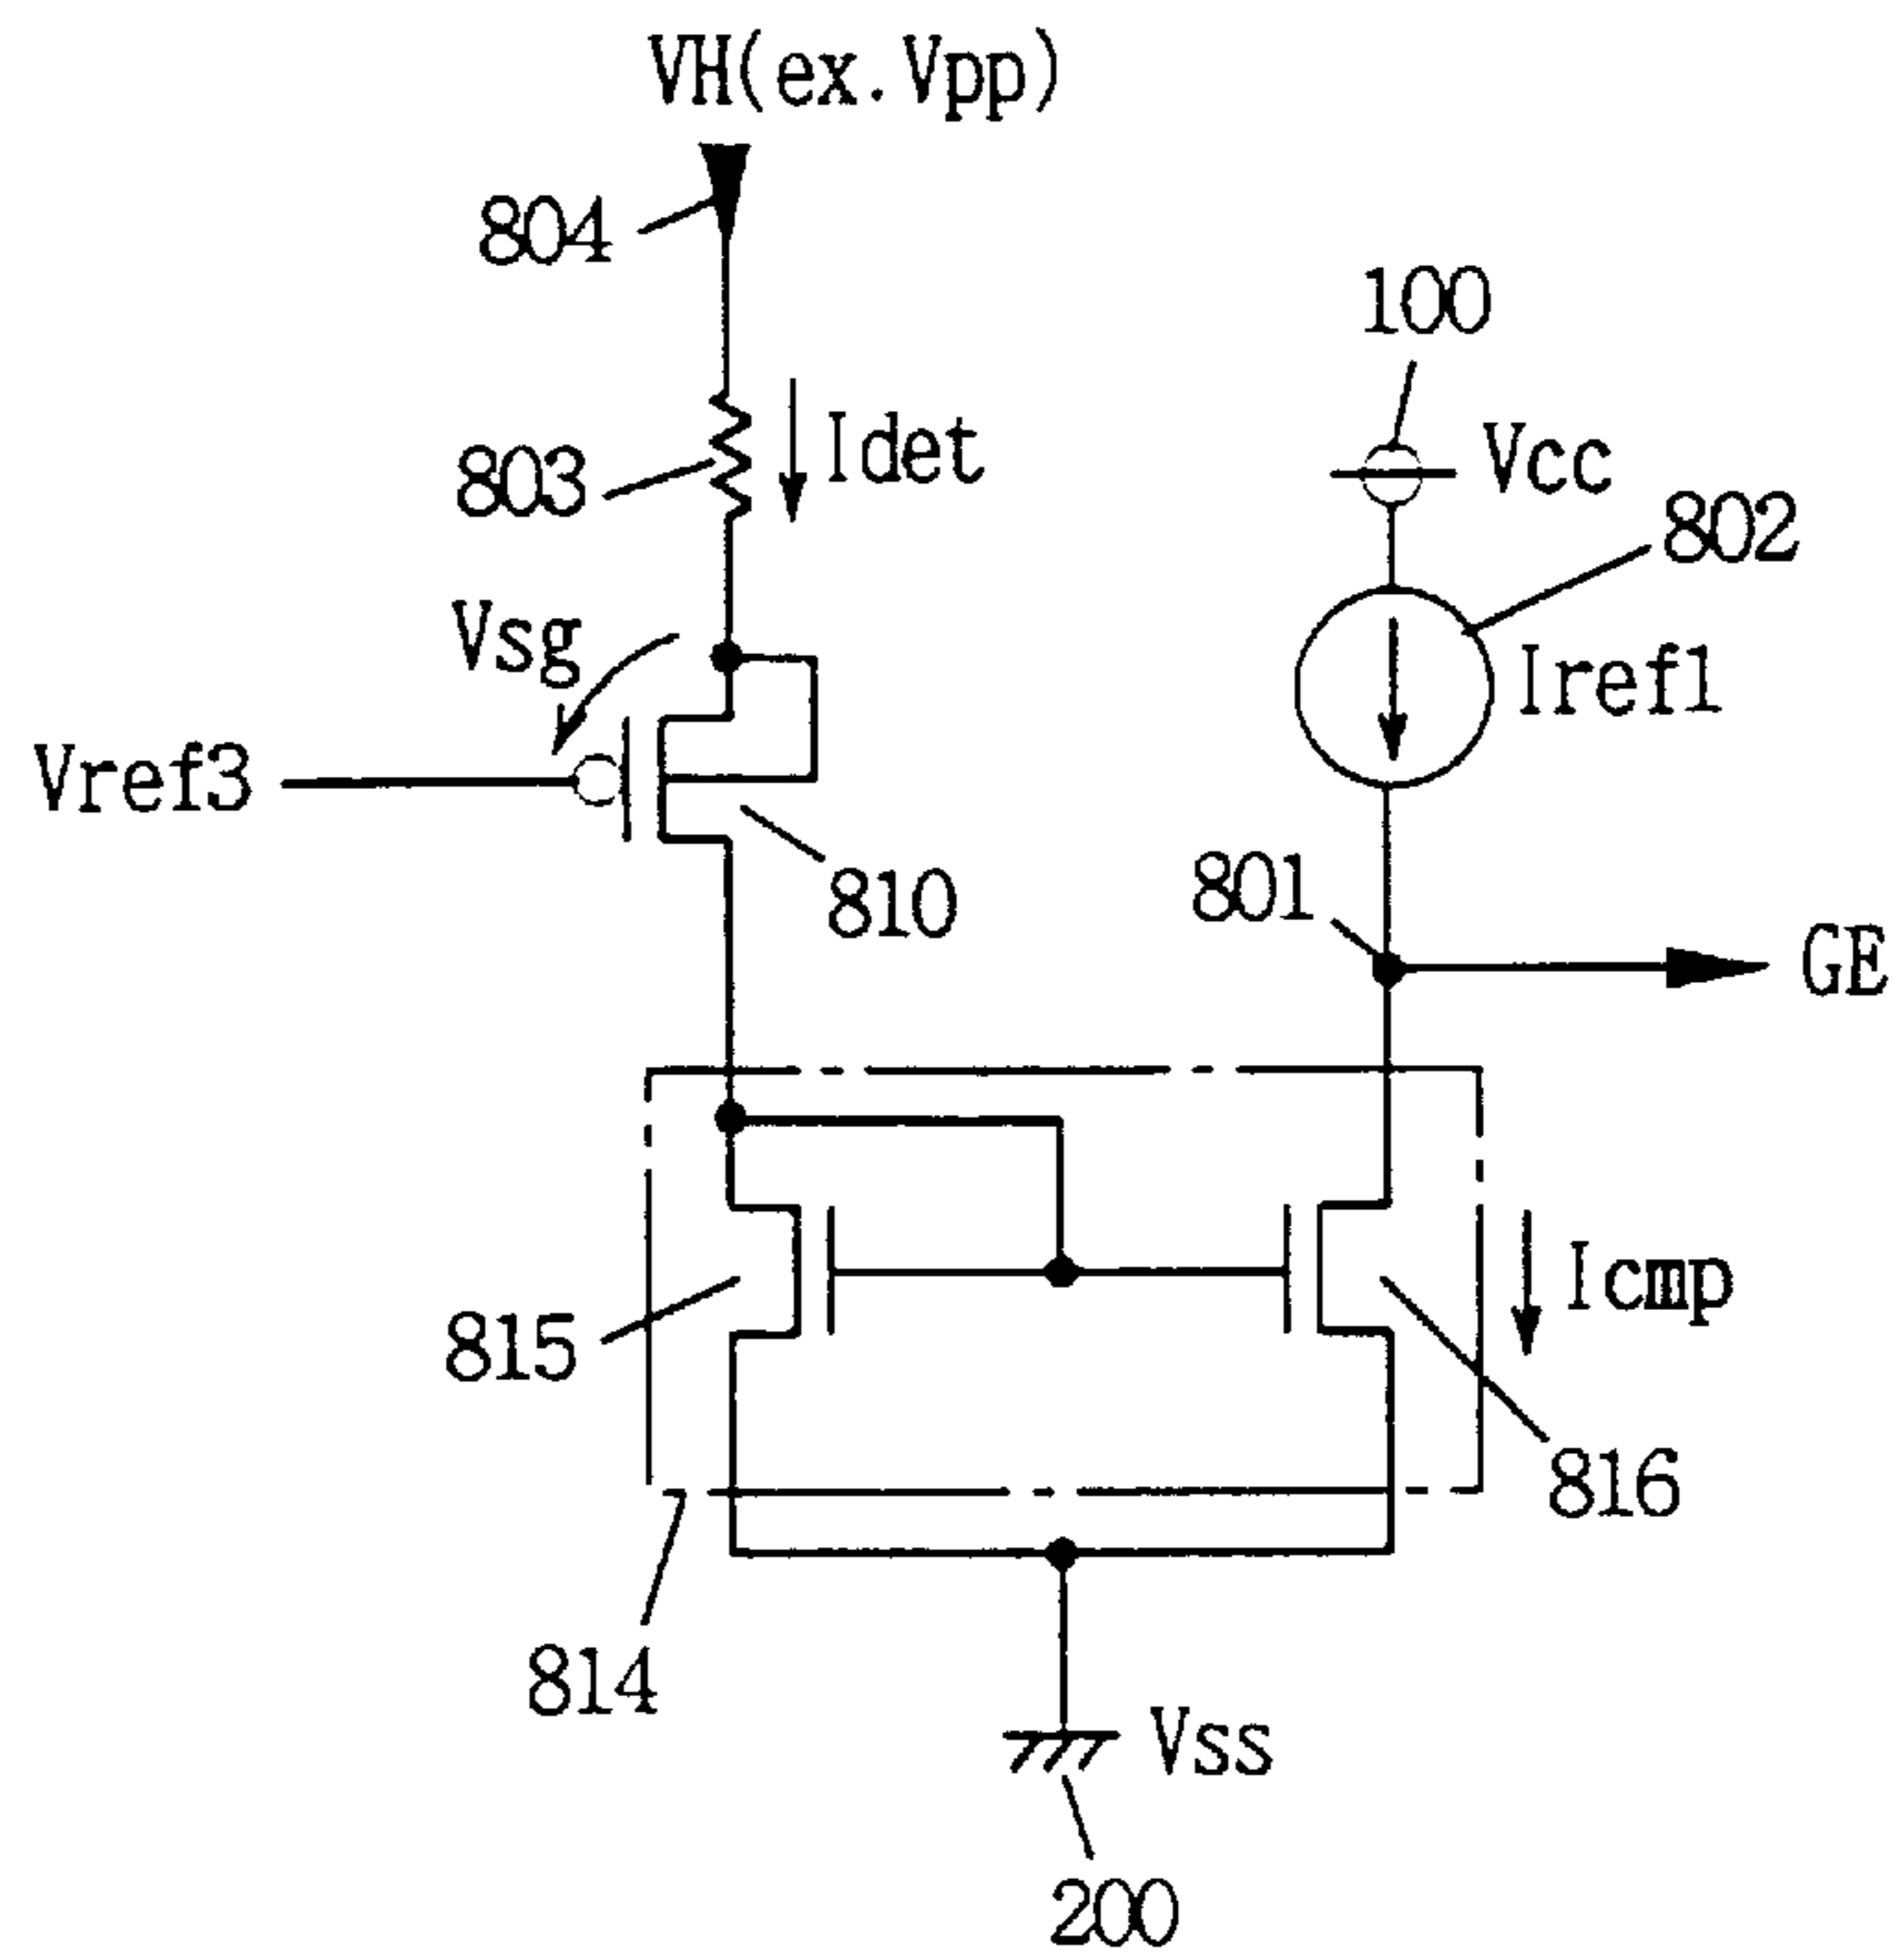 VH(ex.Vpp)
804
100
Idet
Vcc
803
802
Vsg
Iref1
Vref3
810
801
GE
Icmp
815
816
814
Vss
200